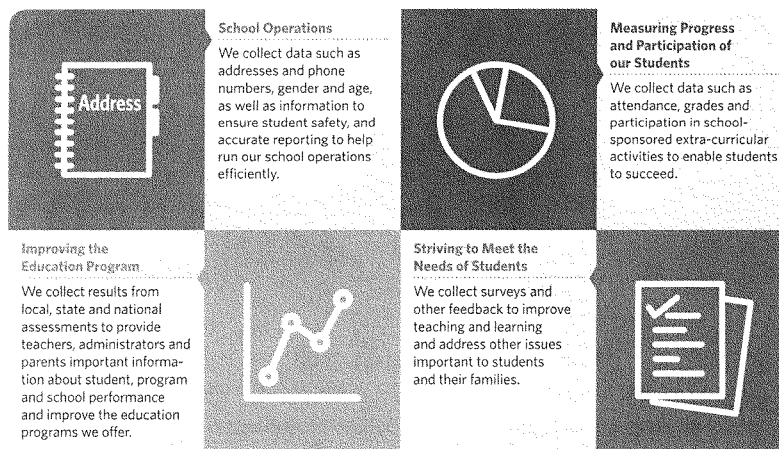 Address
School Operations
We collect data such as
addresses and phone
numbers, gender and age,
as well as information to
ensure student safety, and
accurate reporting to help
run our school operations
efficiently.
Measuring Progress
and Participation of
our Students
We collect data such as
attendance, grades and
participation in school-
sponsored extra-curricular
activities to enable students
to succeed.
Improving the
Education Program
We collect results from
local, state and national
assessments to provide
teachers, administrators and
parents important informa-
tion about student, program
and school performance
and improve the education
programs we offer.
Striving to Meet the
Needs of Students
We collect surveys and
other feedback to improve
teaching and learning
and address other issues
important to students
and their families.